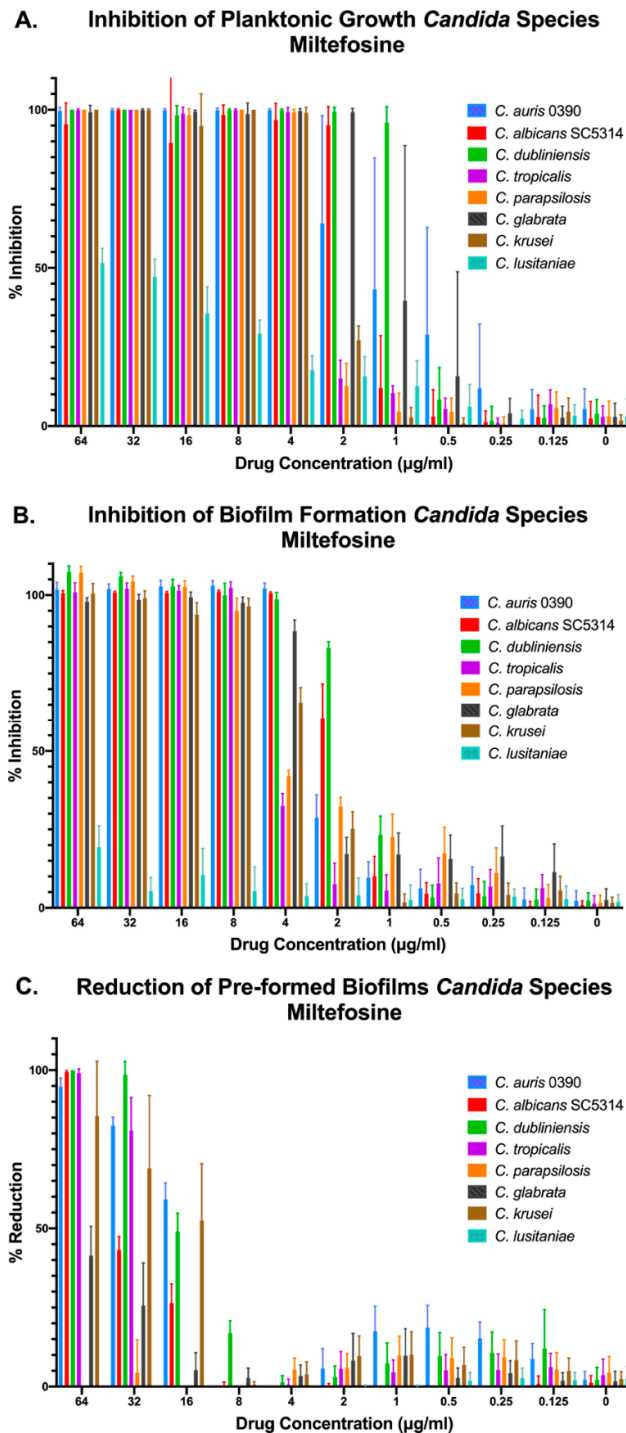 A.
Inhibition of Planktonic Growth Candida Species
Miltefosine
% Inhibition
100
50
0
C. auris 0390
C. albicans SC5314
C. dubliniensis
C. tropicalis
C. parapsilosis
C. glabrata
C. krusei
C. lusitaniae
64 32 16 8 4 2 1 0.5 0.25 0.125 0
Drug Concentration (µg/ml)
B.
Inhibition of Biofilm Formation Candida Species
Miltefosine
% Inhibition
100
50
0
C. auris 0390
C. albicans SC5314
C. dubliniensis
C. tropicalis
C. parapsilosis
C. glabrata
C. krusei
C. lusitaniae
64 32 16 8 4 2 1 0.5 0.25 0.125 0
Drug Concentration (µg/ml)
C.
Reduction of Pre-formed Biofilms Candida Species
Miltefosine
% Reduction
100
50
0
C. auris 0390
C. albicans SC5314
C. dubliniensis
C. tropicalis
C. parapsilosis
C. glabrata
C. krusei
C. lusitaniae
64 32 16 8 4 2 1 0.5 0.25 0.125 0
Drug Concentration (µg/ml)